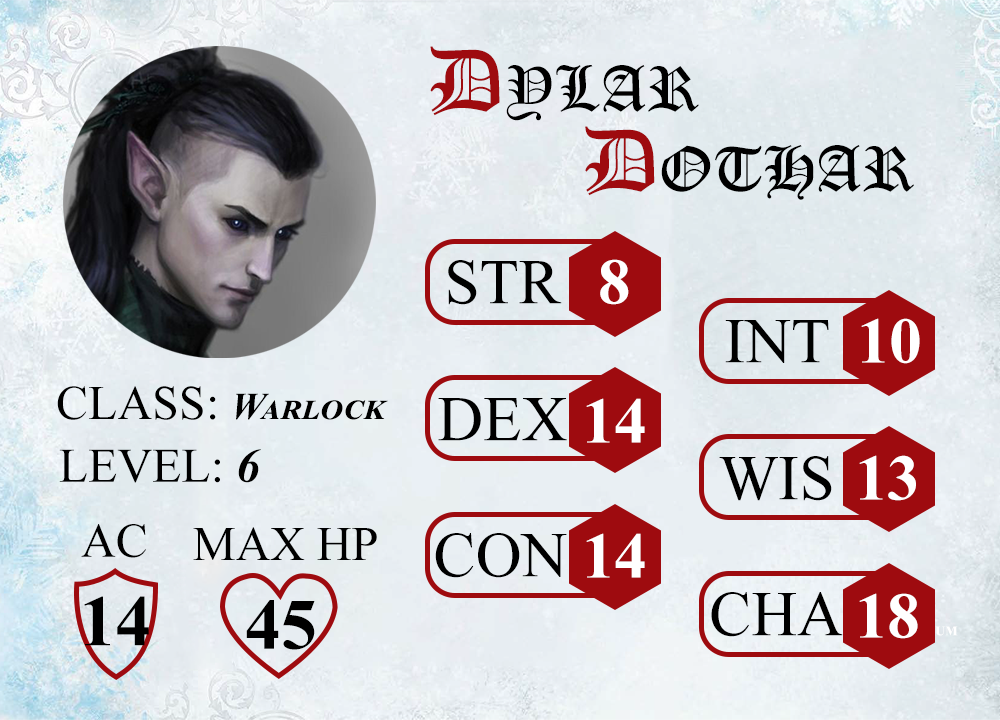 DYLAR
DOTHAR
STR 8
INT 10
CLASS: WARLOCK
DEX 14
LEVEL: 6
WIS 13
AC
MAX HP
CON 14
14
45
CHA 18